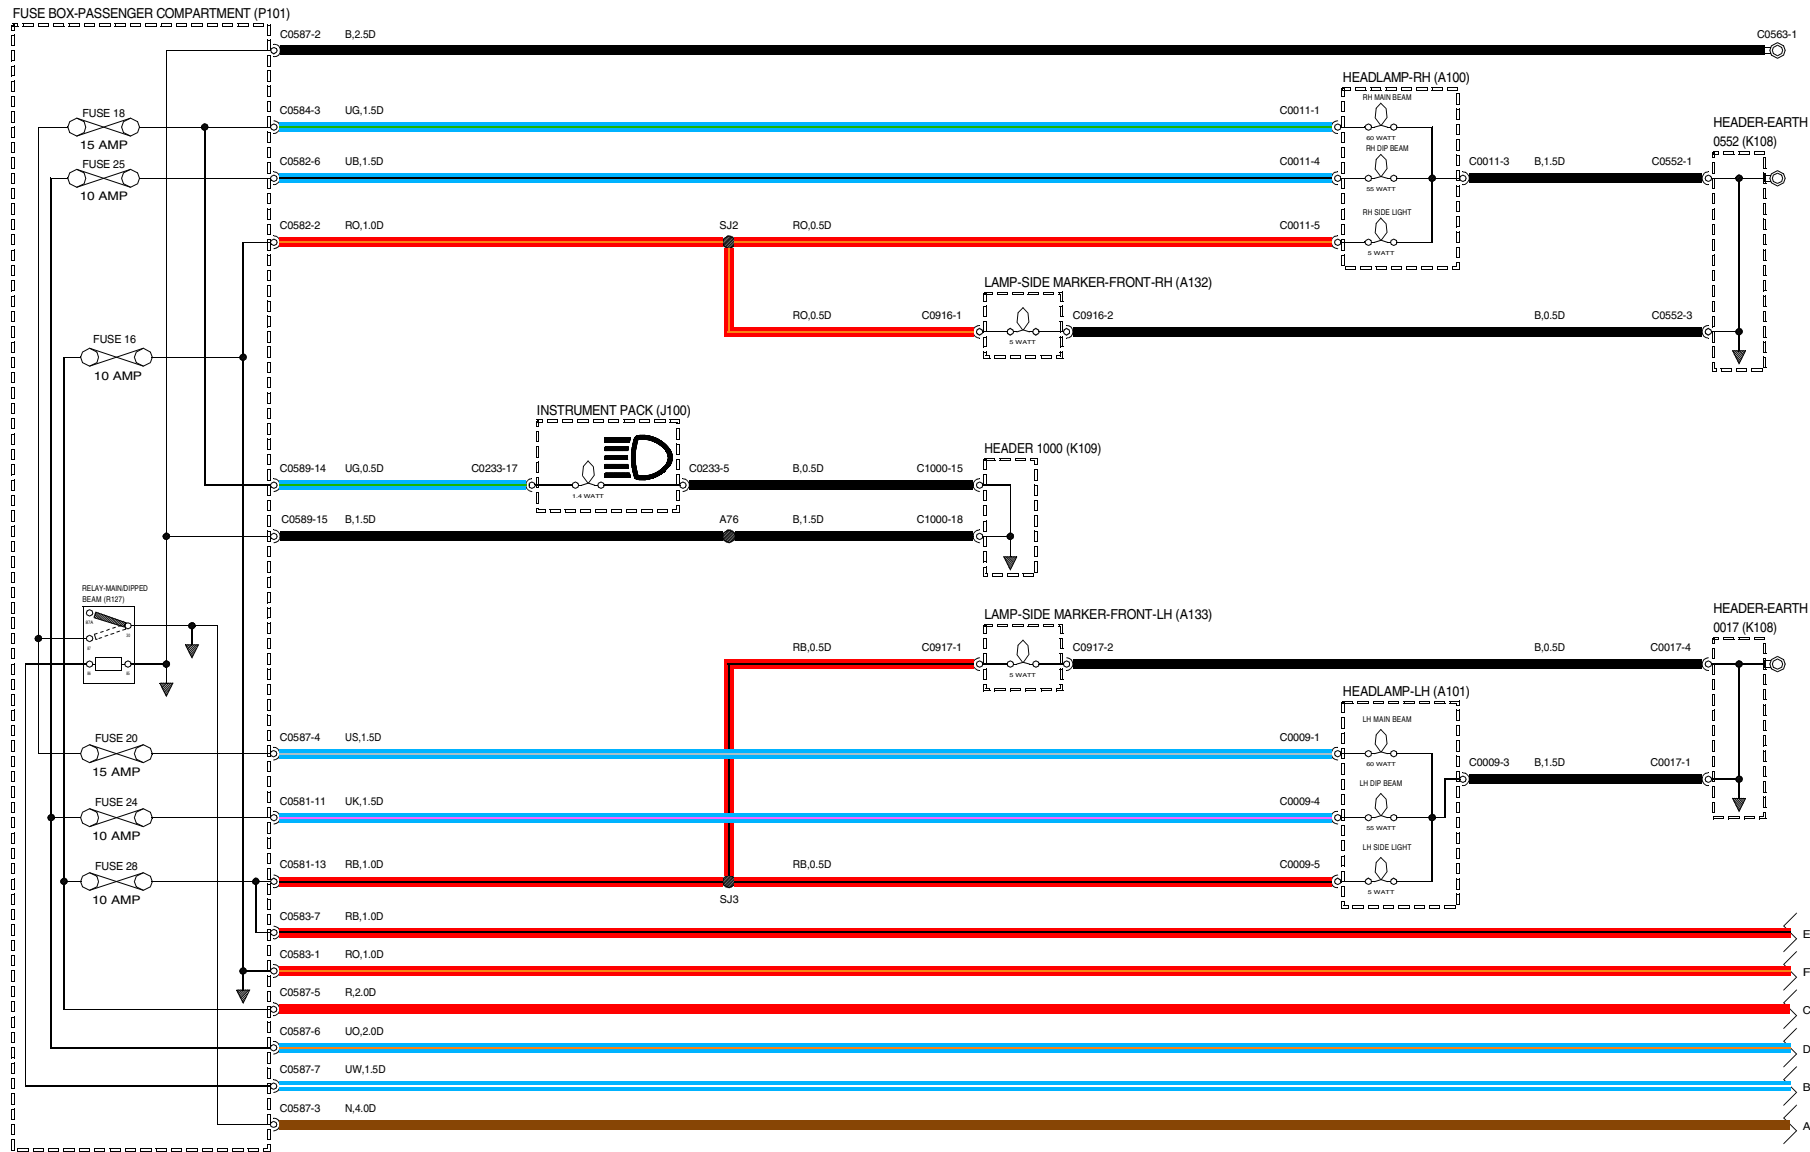 FUSE BOX-PASSENGER COMPARTMENT (P101)
C0587-2 B,2.5D C0563-1
HEADLAMP-RH (A100)
RH MAIN BEAM
FUSE 18 C0584-3 UG,1.5D C0011-1
15 AMP 60 WATT
HEADER-EARTH
0552 (K108)
RH DIP BEAM
FUSE 25 C0582-6 UB,1.5D C0011-4 C0011-3 B,1.5D C0552-1
10 AMP 55 WATT
RH SIDE LIGHT
C0582-2 RO,1.0D SJ2 RO,0.5D C0011-5
5 WATT
LAMP-SIDE MARKER-FRONT-RH (A132)
RO,0.5D C0916-1 C0916-2 B,0.5D C0552-3
5 WATT
FUSE 16
10 AMP
INSTRUMENT PACK (J100)
HEADER 1000 (K109)
C0589-14 UG,0.5D C0233-17 C0233-5 B,0.5D C1000-15
1.4 WATT
C0589-15 B,1.5D A76 B,1.5D C1000-18
RELAY-MAIN/DIPPED
BEAM (R127)
87A
87
LAMP-SIDE MARKER-FRONT-LH (A133)
HEADER-EARTH
0017 (K108)
RB,0.5D C0917-1 C0917-2 B,0.5D C0017-4
5 WATT
HEADLAMP-LH (A101)
LH MAIN BEAM
FUSE 20 C0587-4 US,1.5D C0009-1
15 AMP 60 WATT
C0009-3 B,1.5D C0017-1
LH DIP BEAM
FUSE 24 C0581-11 UK,1.5D C0009-4
10 AMP 55 WATT
LH SIDE LIGHT
FUSE 28 C0581-13 RB,1.0D RB,0.5D C0009-5
10 AMP 5 WATT
SJ3
C0583-7 RB,1.0D E
C0583-1 RO,1.0D F
C0587-5 R,2.0D C
C0587-6 UO,2.0D D
C0587-7 UW,1.5D B
C0587-3 N,4.0D A